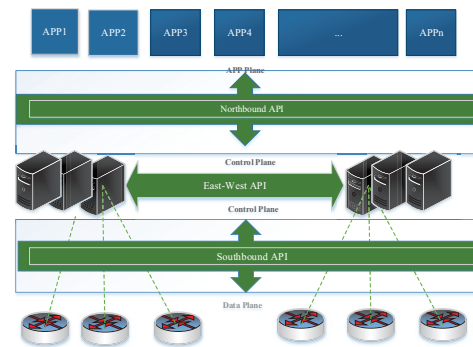 APP1
APP2
APP3
APP4
...
APPn
APP Plane
Northbound API
Control Plane
East-West API
Control Plane
Southbound API
Data Plane